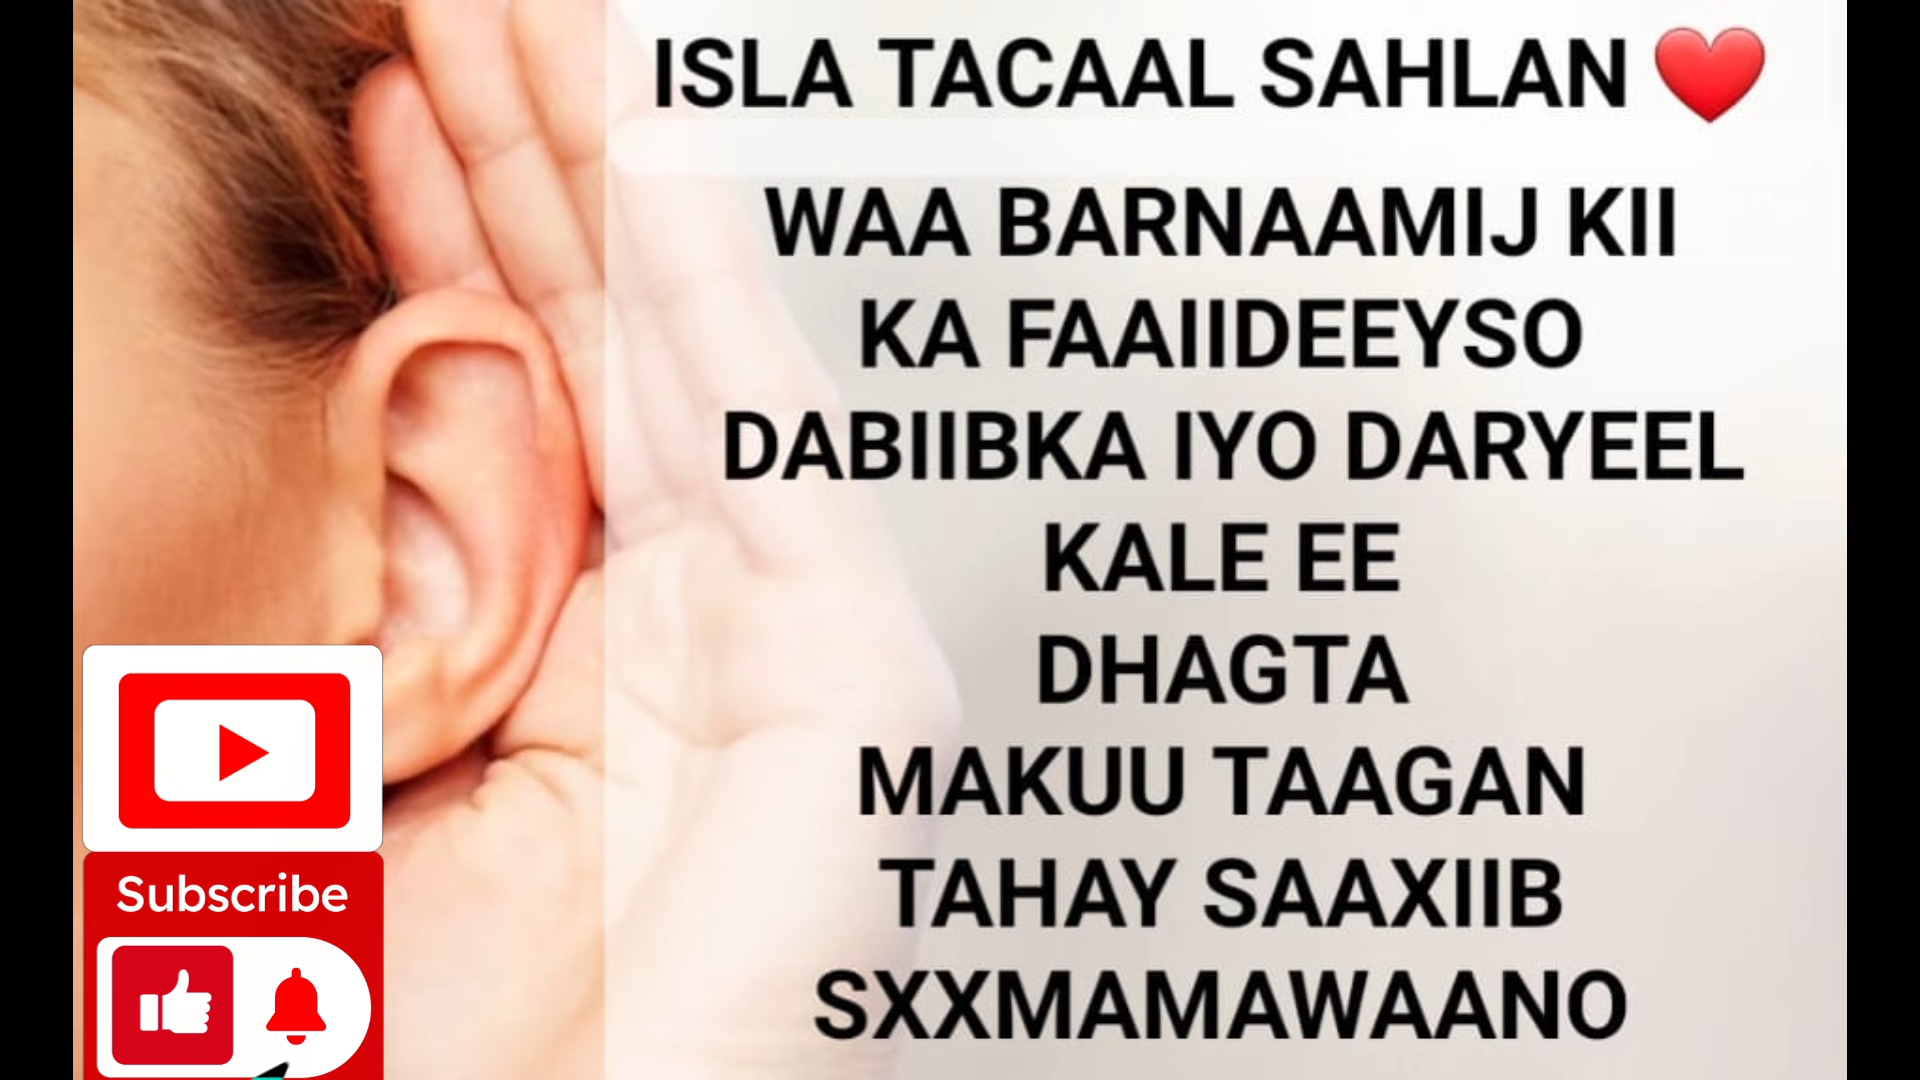 ISLA TACAAL SAHLAN ❤️
WAA BARNAAMIJ KII
KA FAAIIDEEYSO
DABIIBKA IYO DARYEEL
KALE EE
DHAGTA
MAKUU TAAGAN
TAHAY SAAXIIB
SXXMAMAWAANO
Subscribe